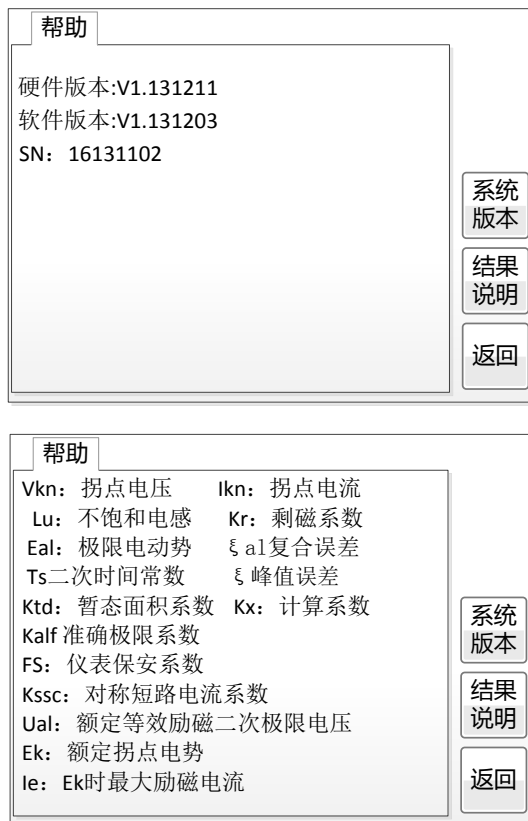 帮助
硬件版本:V1.131211
软件版本:V1.131203
SN：16131102
系统
版本
结果
说明
返回
帮助
Vkn：拐点电压 Ikn：拐点电流
Lu：不饱和电感 Kr：剩磁系数
Eal：极限电动势 ξal复合误差
Ts二次时间常数 ξ峰值误差
Ktd：暂态面积系数 Kx：计算系数
Kalf 准确极限系数
FS：仪表保安系数
Kssc：对称短路电流系数
Ual：额定等效励磁二次极限电压
Ek：额定拐点电势
Ie：Ek时最大励磁电流
系统
版本
结果
说明
返回